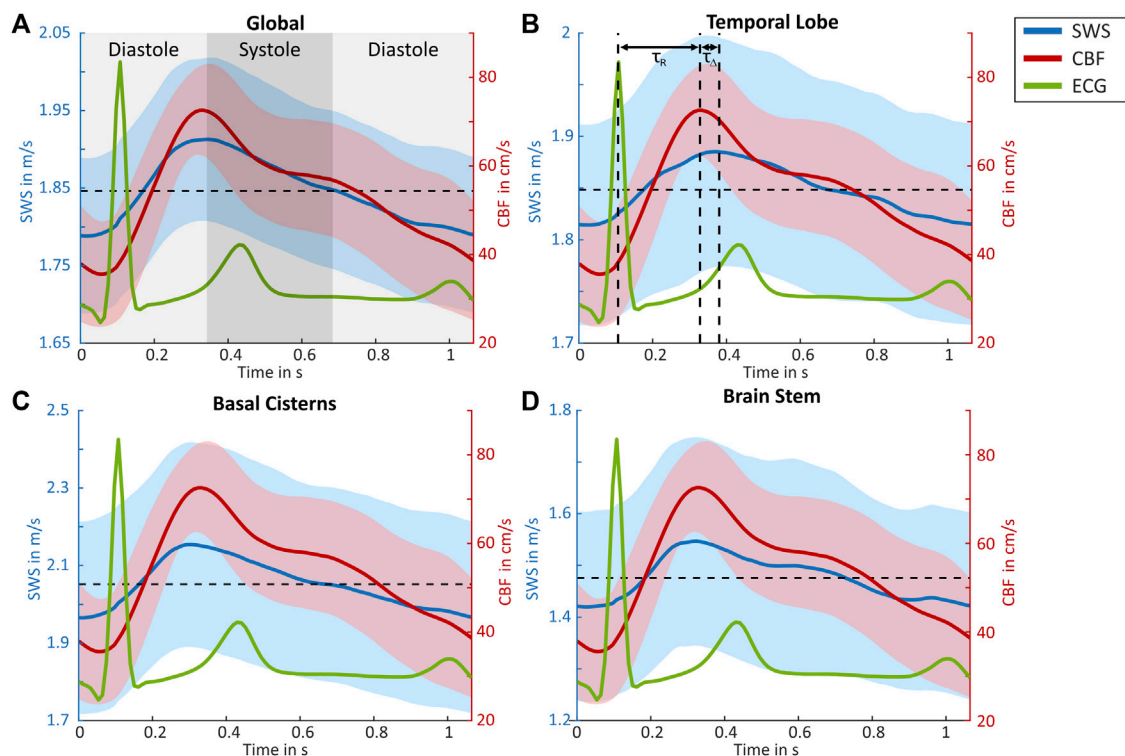 A
Global
2.05
1.95
1.85
1.75
1.65
SWS in m/s
Diastole
Systole
Diastole
80
60
40
20
CBF in cm/s
0
0.2
0.4
0.6
0.8
1
Time in s
B
Temporal Lobe
2
1.9
1.8
1.7
SWS in m/s
τR
τΔ
80
60
40
20
CBF in cm/s
0
0.2
0.4
0.6
0.8
1
Time in s
SWS
CBF
ECG
C
Basal Cisterns
2.5
2.3
2.1
1.9
1.7
SWS in m/s
80
60
40
20
CBF in cm/s
0
0.2
0.4
0.6
0.8
1
Time in s
D
Brain Stem
1.8
1.6
1.4
1.2
SWS in m/s
80
60
40
20
CBF in cm/s
0
0.2
0.4
0.6
0.8
1
Time in s